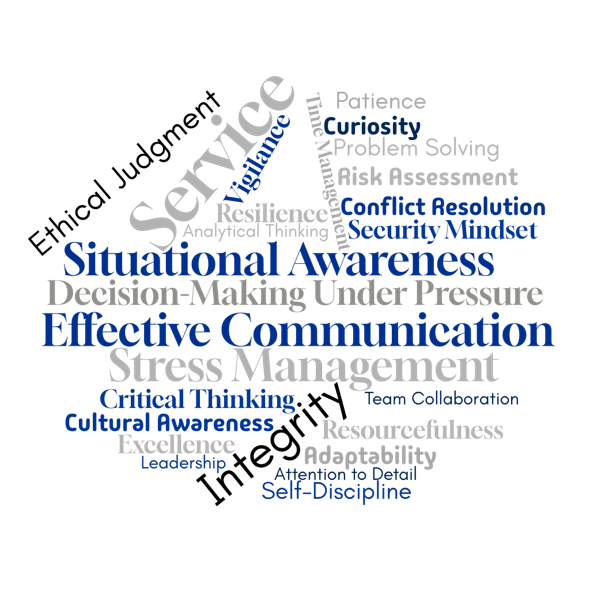 Ethical Judgment
Service
Vigilance
Time Management
Patience
Curiosity
Problem Solving
Risk Assessment
Resilience
Conflict Resolution
Analytical Thinking
Security Mindset
Situational Awareness
Decision-Making Under Pressure
Effective Communication
Stress Management
Critical Thinking
Integrity
Team Collaboration
Cultural Awareness
Resourcefulness
Excellence
Adaptability
Leadership
Attention to Detail
Self-Discipline